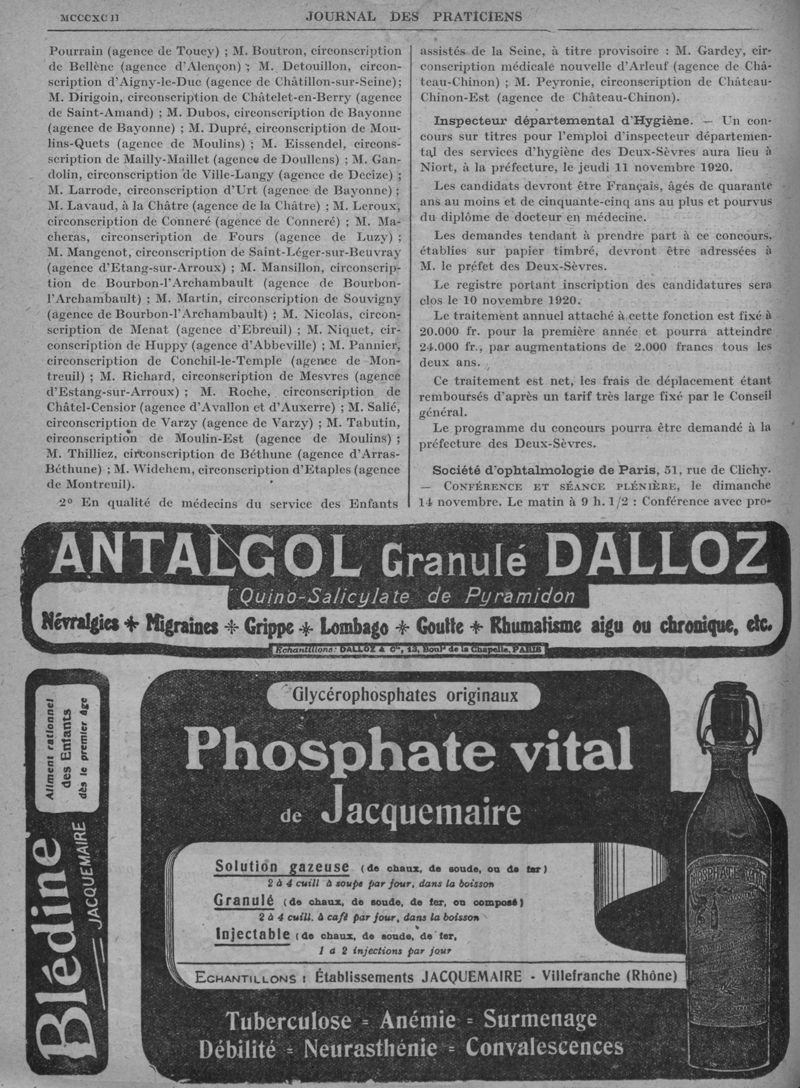 MCCCXCII
JOURNAL DES PRATICIENS
Pourrain (agence de Toucy) ; M. Boutron, circonscription
de Bellène (agence d'Alençon) ; M. Detouillon, circon-
scription d'Aigny-le-Duc (agence de Châtillon-sur-Seine);
M. Dirigoin, circonscription de Châtelet-en-Berry (agence
de Saint-Amand) ; M. Dubos, circonscription de Bayonne
(agence de Bayonne) ; M. Dupré, circonscription de Mou-
lins-Quets (agence de Moulins) ; M. Eissendel, circons-
scription de Mailly-Maillet (agence de Doullens) ; M. Gan-
dolin, circonscription de Ville-Langy (agence de Decize) ;
M. Larrode, circonscription d'Urt (agence de Bayonne) ;
M. Lavaud, à la Châtre (agence de la Châtre) ; M. Leroux,
circonscription de Conneré (agence de Conneré) ; M. Ma-
cheras, circonscription de Fours (agence de Luzy) ;
M. Mangenot, circonscription de Saint-Léger-sur-Beuvray
(agence d'Etang-sur-Arroux) ; M. Mansillon, circonscrip-
tion de Bourbon-l'Archambault (agence de Bourbon-
l'Archambault) ; M. Martin, circonscription de Souvigny
(agence de Bourbon-l'Archambault) ; M. Nicolas, circon-
scription de Menat (agence d'Ebreuil) ; M. Niquet, cir-
conscription de Huppy (agence d'Abbeville) ; M. Pannier,
circonscription de Conchil-le-Temple (agence de Mon-
treuil) ; M. Richard, circonscription de Mesvres (agence
d'Estang-sur-Arroux) ; M. Roche, circonscription de
Châtel-Censior (agence d'Avallon et d'Auxerre) ; M. Salié,
circonscription de Varzy (agence de Varzy) ; M. Tabutin,
circonscription de Moulin-Est (agence de Moulins) ;
M. Thilliez, circonscription de Béthune (agence d'Arras-
Béthune) ; M. Widehem, circonscription d'Etaples (agence
de Montreuil).
2° En qualité de médecins du service des Enfants
assistés de la Seine, à titre provisoire : M. Gardey, cir-
conscription médicale nouvelle d'Arleuf (agence de Châ-
teau-Chinon) ; M. Peyronie, circonscription de Château-
Chinon-Est (agence de Château-Chinon).
Inspecteur départemental d'Hygiène. — Un con-
cours sur titres pour l'emploi d'inspecteur départemen-
tal des services d'hygiène des Deux-Sèvres aura lieu à
Niort, à la préfecture, le jeudi 11 novembre 1920.
Les candidats devront être Français, âgés de quarante
ans au moins et de cinquante-cinq ans au plus et pourvus
du diplôme de docteur en médecine.
Les demandes tendant à prendre part à ce concours,
établies sur papier timbré, devront être adressées à
M. le préfet des Deux-Sèvres.
Le registre portant inscription des candidatures sera
clos le 10 novembre 1920.
Le traitement annuel attaché à cette fonction est fixé à
20.000 fr. pour la première année et pourra atteindre
24.000 fr., par augmentations de 2.000 francs tous les
deux ans.
Ce traitement est net, les frais de déplacement étant
remboursés d'après un tarif très large fixé par le Conseil
général.
Le programme du concours pourra être demandé à la
préfecture des Deux-Sèvres.
Société d'ophtalmologie de Paris, 51, rue de Clichy.
— CONFÉRENCE ET SÉANCE PLÉNIÈRE, le dimanche
14 novembre. Le matin à 9 h. 1/2 : Conférence avec pro-
ANTALGOL Granulé DALLOZ
Quino-Salicylate de Pyramidon
Névralgies * Migraines * Grippe * Lombago * Goutte * Rhumatisme aigu ou chronique, etc.
Echantillons: DALLOZ & Cie, 13, Boulᵈ de la Chapelle, PARIS
Aliment rationnel
des Enfants
dès le premier âge
Blédine
JACQUEMAIRE
Glycérophosphates originaux
Phosphate vital
de Jacquemaire
Solution gazeuse (de chaux, de soude, ou de fer)
2 à 4 cuill à soupe par jour, dans la boisson
Granulé (de chaux, de soude, de fer, ou composé)
2 à 4 cuill. à café par jour, dans la boisson
Injectable (de chaux, de soude, de fer,
1 à 2 injections par jour
ECHANTILLONS : Établissements JACQUEMAIRE - Villefranche (Rhône)
Tuberculose = Anémie = Surmenage
Débilité = Neurasthénie = Convalescences